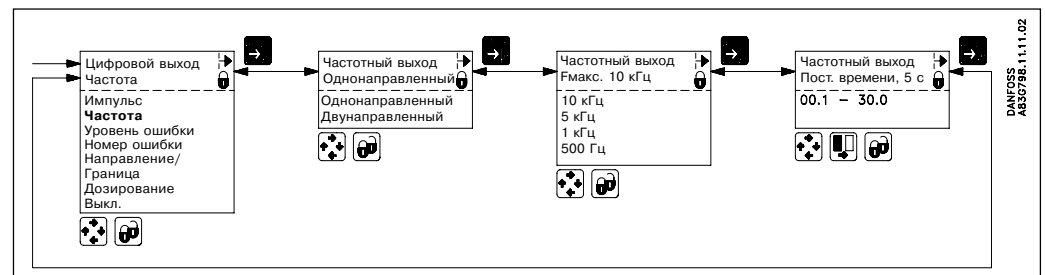 Цифровой выход
Частота
Импульс
Частота
Уровень ошибки
Номер ошибки
Направление/
Граница
Дозирование
Выкл.
Частотный выход
Однонаправленный
Однонаправленный
Двунаправленный
Частотный выход
Fмакс. 10 кГц
10 кГц
5 кГц
1 кГц
500 Гц
Частотный выход
Пост. времени, 5 с
00.1 – 30.0
DANFOSS
A83G798.11.11.02